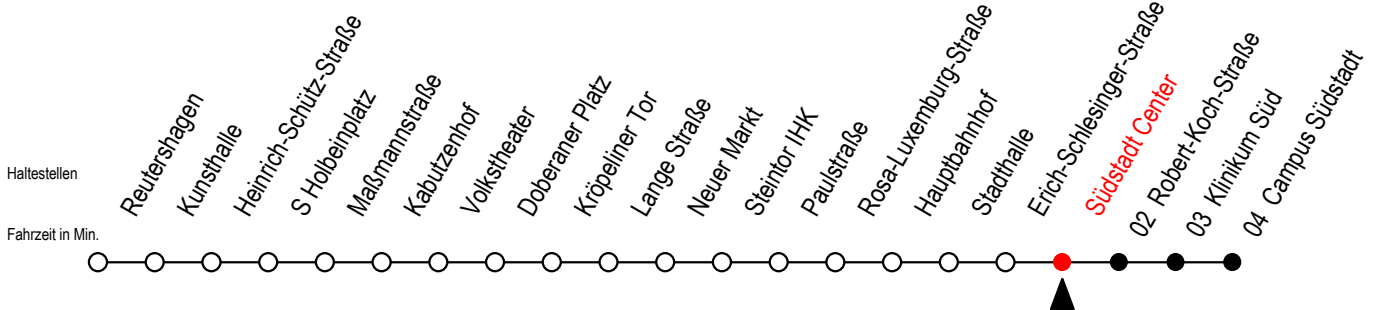 Haltestellen
Fahrzeit in Min.
Reutershagen
Kunsthalle
Heinrich-Schütz-Straße
S Holbeinplatz
Maßmannstraße
Kabutzenhof
Volkstheater
Doberaner Platz
Kröpeliner Tor
Lange Straße
Neuer Markt
Steintor IHK
Paulstraße
Rosa-Luxemburg-Straße
Hauptbahnhof
Stadthalle
Erich-Schlesinger-Straße
Südstadt Center
02 Robert-Koch-Straße
03 Klinikum Süd
04 Campus Südstadt